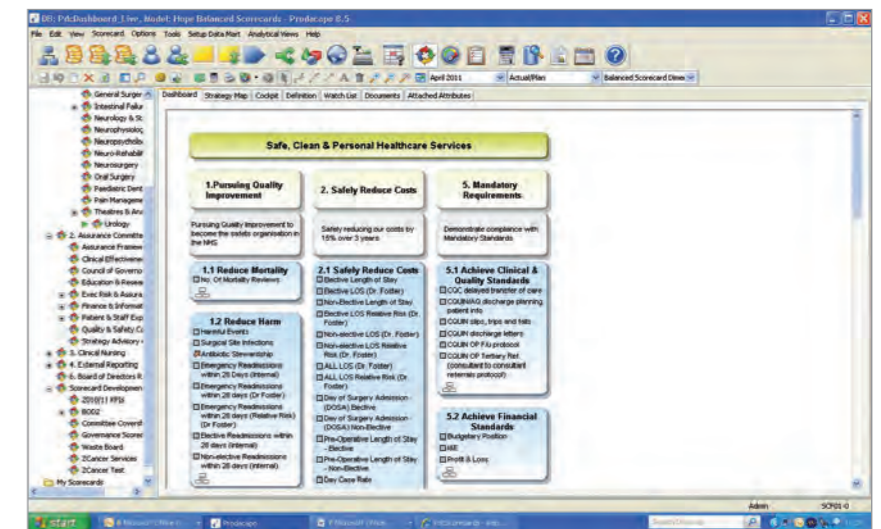 DB: PdcDashboard_Live, Model: Hope Balanced Scorecards - Prodacapo 8.5
File Edit View Scorecard Options Tools Setup Data Mart Analytical Views Help
April 2011
Actual/Plan
Balanced Scorecard Dimen
General Surger
Intestinal Failur
Neurology & St
Neurophysiolog
Neuropsycholo
Neuro-Rehabilit
Neurosurgery
Oral Surgery
Paediatric Dent
Pain Manageme
Theatres & Ana
Urology
2. Assurance Committe
Assurance Framew
Clinical Effectivenes
Council of Governo
Education & Resear
Exec Risk & Assura
Finance & Informat
Patient & Staff Exp
Quality & Safety Co
Strategy Advisory
3. Clinical Nursing
4. External Reporting
6. Board of Directors R
Scorecard Developmen
2010/11 KPIs
BOD2
Committee Coversh
Governance Scorec
Waste Board
ZCancer Services
ZCancer Test
My Scorecards
Dashboard Strategy Map Cockpit Definition Watch List Documents Attached Attributes
Safe, Clean & Personal Healthcare Services
1.Pursuing Quality
Improvement
Pursuing Quality Improvement to
become the safets organisation in
the NHS
1.1 Reduce Mortality
No. Of Mortality Reviews
1.2 Reduce Harm
Harmful Events
Surgical Site Infections
Antibiotic Stewardship
Emergency Readmissions
within 28 Days (Internal)
Emergency Readmissions
within 28 days (Dr Foster)
Emergency Readmissions
within 28 days (Relative Risk)
(Dr Foster)
Elective Readmissions within
28 days (internal)
Non-elective Readmissions
within 28 days (internal)
2. Safely Reduce Costs
Safely reducing our costs by
15% over 3 years
2.1 Safely Reduce Costs
Elective Length of Stay
Elective LOS (Dr. Foster)
Non-Elective Length of Stay
Elective LOS Relative Risk (Dr.
Foster)
Non-elective LOS (Dr. Foster)
Non-elective LOS Relative
Risk (Dr. Foster)
ALL LOS (Dr. Foster)
ALL LOS Relative Risk (Dr.
Foster)
Day of Surgery Admission
(DOSA) Elective
Day of Surgery Admission
(DOSA) Non-Elective
Pre-Operative Length of Stay
- Elective
Pre-Operative Length of Stay
- Non-Elective
Day Case Rate
5. Mandatory
Requirements
Demonstrate compliance with
Mandatory Standards
5.1 Achieve Clinical &
Quality Standards
CQC delayed transfer of care
CQUIN/AQ discharge planning
patient info
CQUIN slips, trips and falls
CQUIN discharge letters
CQUIN OP F/u protocol
CQUIN OP Tertiary Ref.
(consultant to consultant
referrals protocol)
5.2 Achieve Financial
Standards
Budgetary Position
I&E
Profit & Loss
Admin
SCF01-0
start
Prodacapo